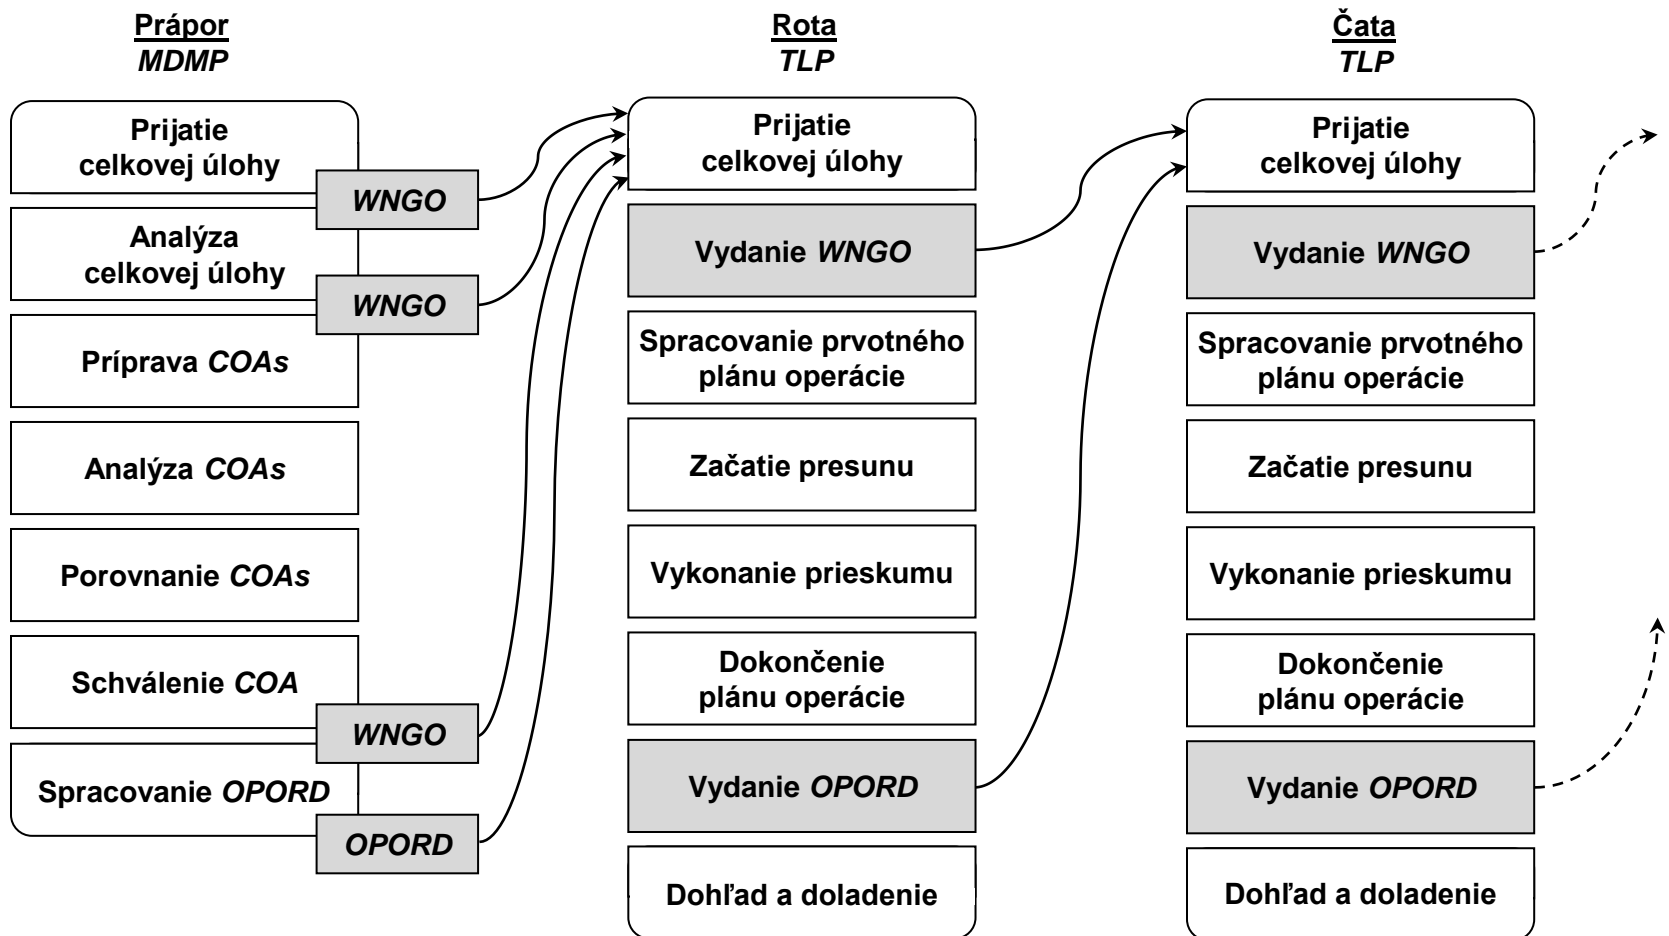 Prápor
MDMP
Prijatie
celkovej úlohy
WNGO
Analýza
celkovej úlohy
WNGO
Príprava COAs
Analýza COAs
Porovnanie COAs
Schválenie COA
WNGO
Spracovanie OPORD
OPORD
Rota
TLP
Prijatie
celkovej úlohy
Vydanie WNGO
Spracovanie prvotného
plánu operácie
Začatie presunu
Vykonanie prieskumu
Dokončenie
plánu operácie
Vydanie OPORD
Dohľad a doladenie
Čata
TLP
Prijatie
celkovej úlohy
Vydanie WNGO
Spracovanie prvotného
plánu operácie
Začatie presunu
Vykonanie prieskumu
Dokončenie
plánu operácie
Vydanie OPORD
Dohľad a doladenie